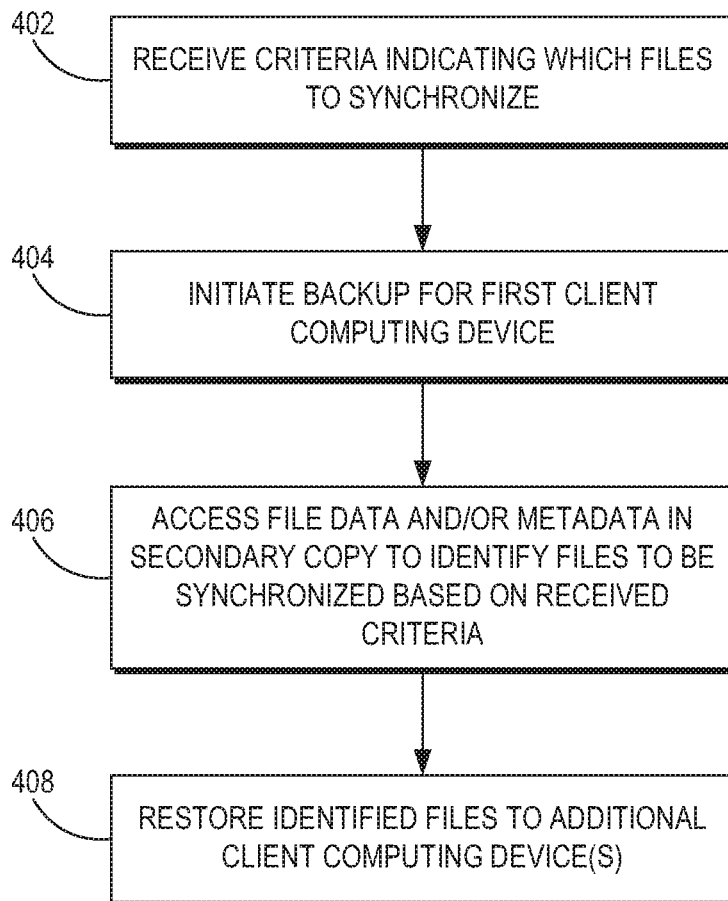 402
RECEIVE CRITERIA INDICATING WHICH FILES
TO SYNCHRONIZE
404
INITIATE BACKUP FOR FIRST CLIENT
COMPUTING DEVICE
406
ACCESS FILE DATA AND/OR METADATA IN
SECONDARY COPY TO IDENTIFY FILES TO BE
SYNCHRONIZED BASED ON RECEIVED
CRITERIA
408
RESTORE IDENTIFIED FILES TO ADDITIONAL
CLIENT COMPUTING DEVICE(S)